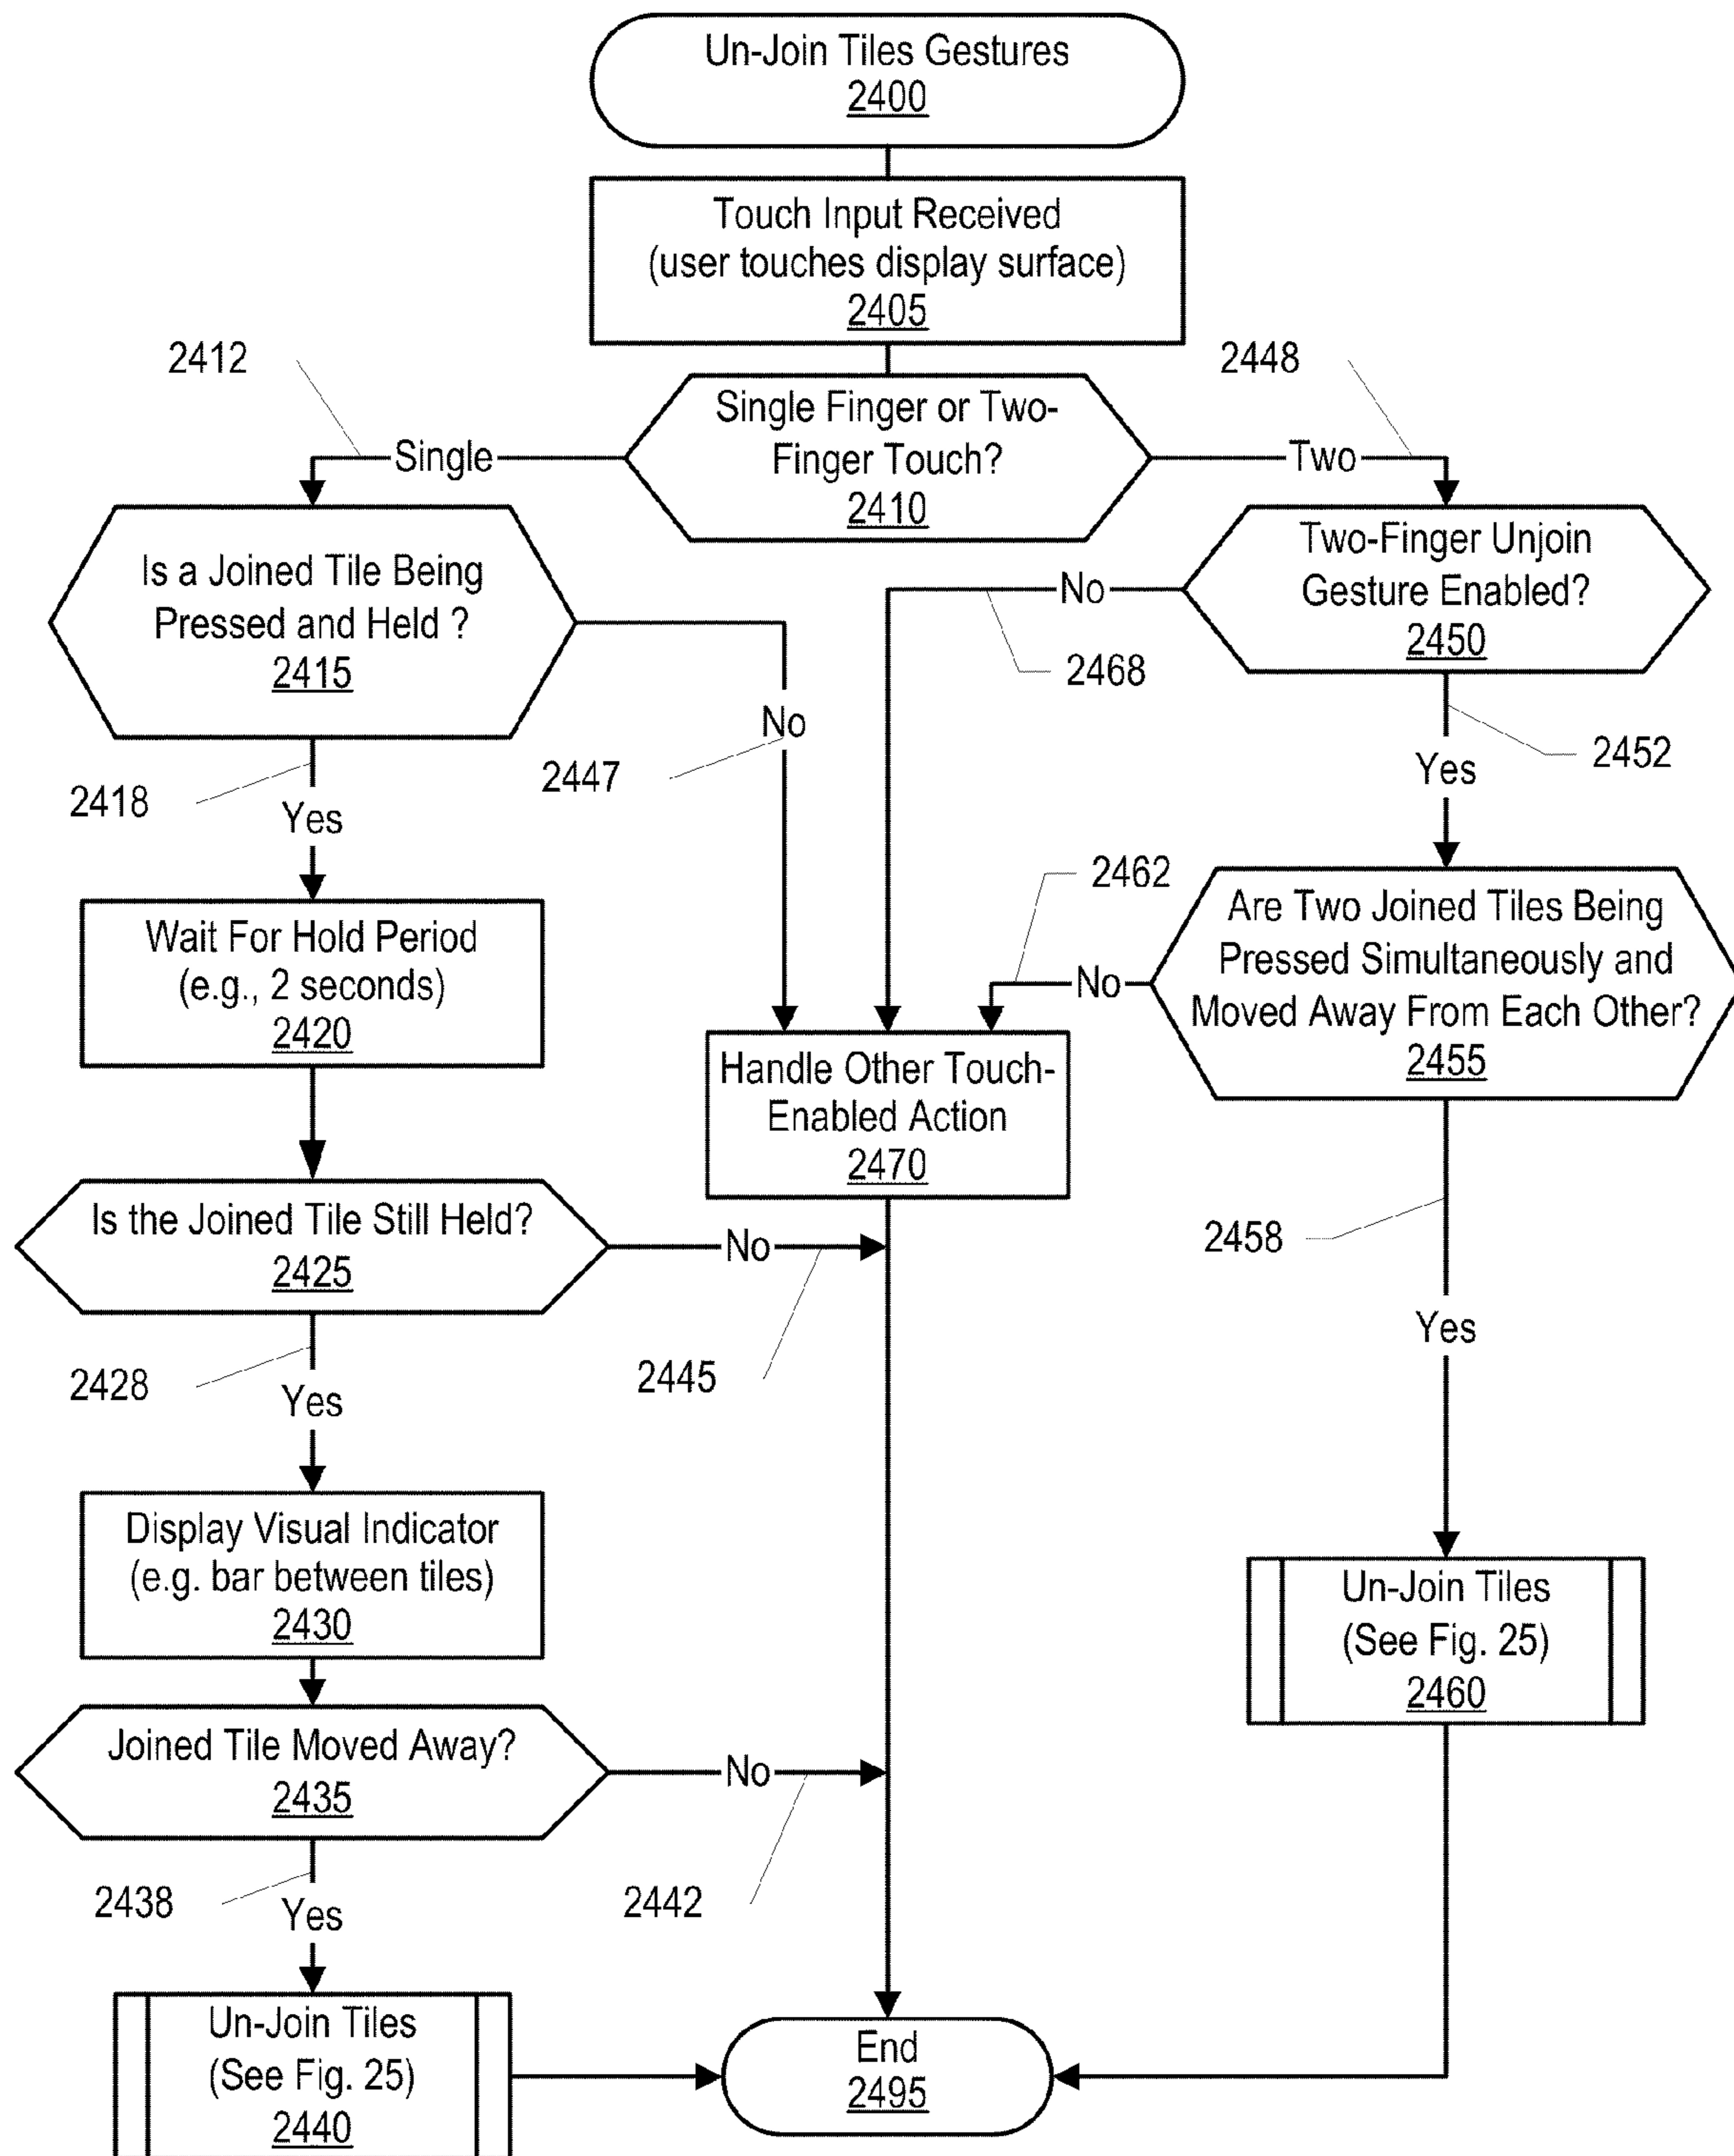 Un-Join Tiles Gestures
2400
Touch Input Received
(user touches display surface)
2405
2412
2448
Single Finger or Two-
Finger Touch?
2410
Single
Two
Is a Joined Tile Being
Pressed and Held ?
2415
Two-Finger Unjoin
Gesture Enabled?
2450
No
2468
No
2447
2418
Yes
2452
Yes
2462
No
Wait For Hold Period
(e.g., 2 seconds)
2420
Are Two Joined Tiles Being
Pressed Simultaneously and
Moved Away From Each Other?
2455
Handle Other Touch-
Enabled Action
2470
Is the Joined Tile Still Held?
2425
No
2445
2458
Yes
2428
Yes
Display Visual Indicator
(e.g. bar between tiles)
2430
Un-Join Tiles
(See Fig. 25)
2460
Joined Tile Moved Away?
2435
No
2442
2438
Yes
Un-Join Tiles
(See Fig. 25)
2440
End
2495